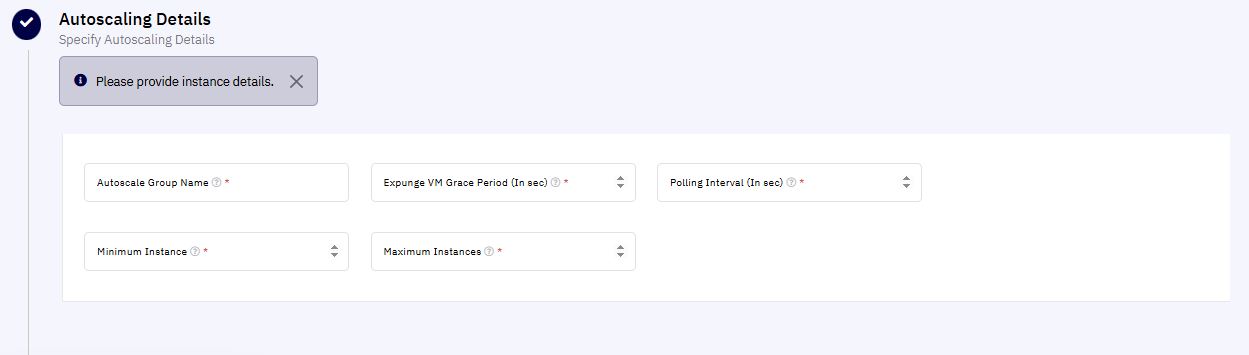 Autoscaling Details
Specify Autoscaling Details
Please provide instance details.
Autoscale Group Name ? *
Expunge VM Grace Period (In sec) ? *
Polling Interval (In sec) ? *
Minimum Instance ? *
Maximum Instances ? *